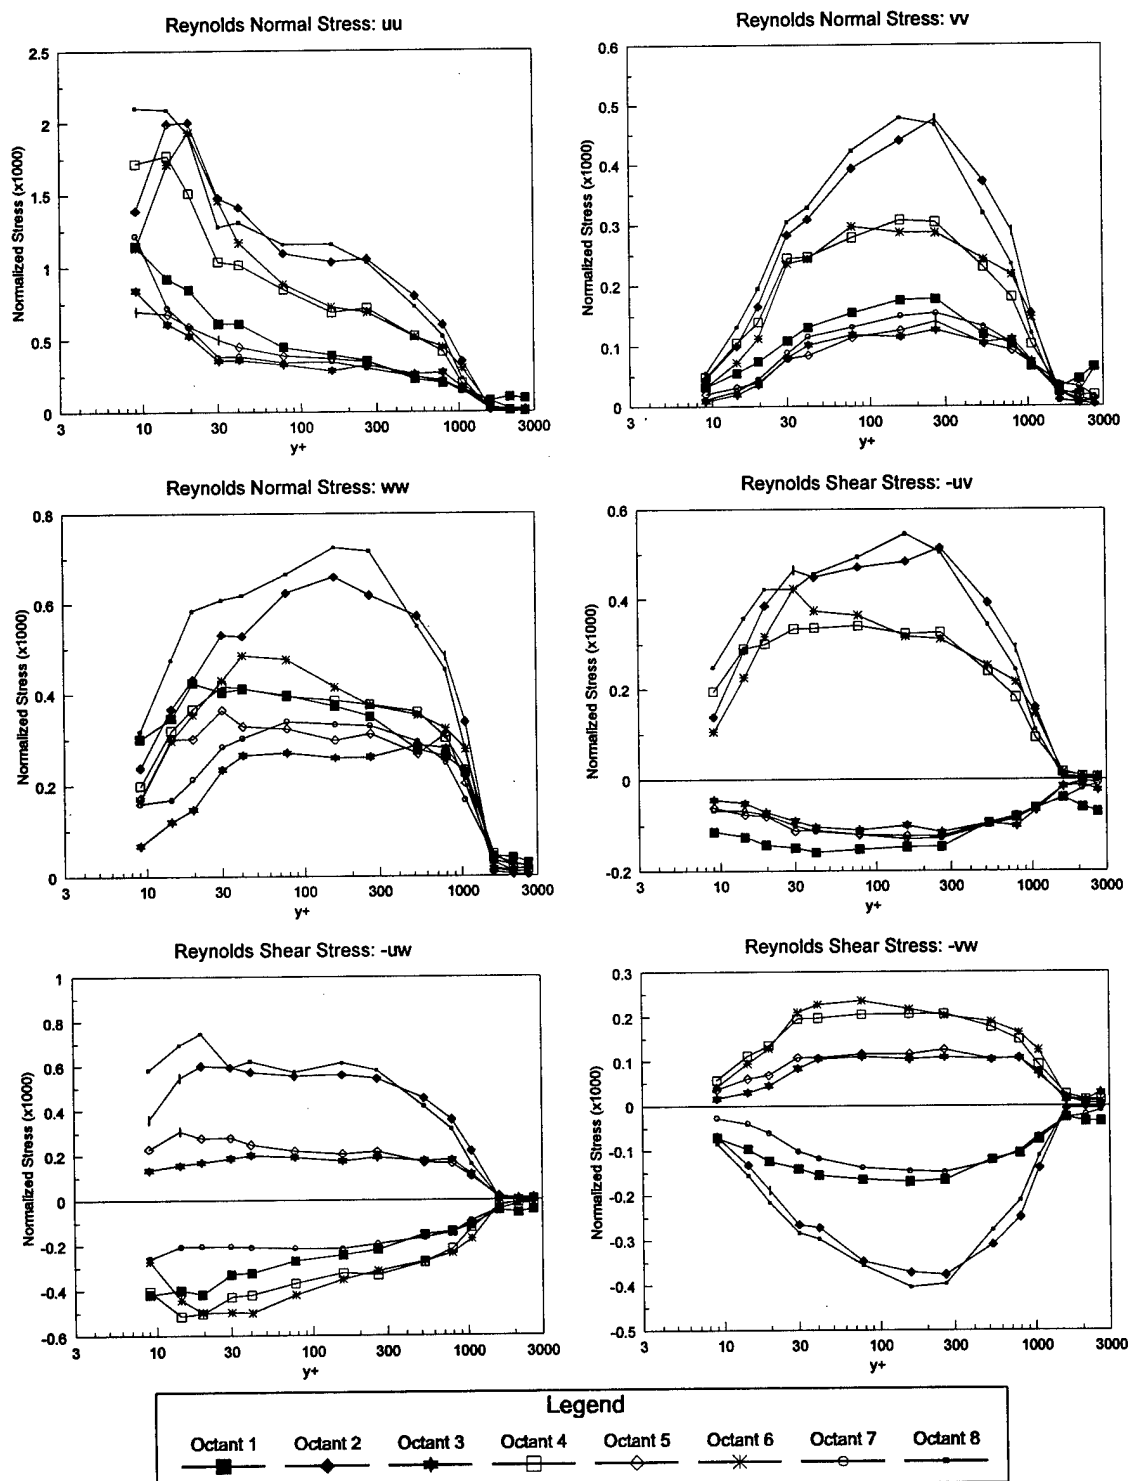 Reynolds Normal Stress: uu
Normalized Stress (x1000)
2.5
2
1.5
1
0.5
0
3 10 30 100 300 1000 3000
y+
Reynolds Normal Stress: vv
Normalized Stress (x1000)
0.6
0.5
0.4
0.3
0.2
0.1
0
3 10 30 100 300 1000 3000
y+
Reynolds Normal Stress: ww
Normalized Stress (x1000)
0.8
0.6
0.4
0.2
0
3 10 30 100 300 1000 3000
y+
Reynolds Shear Stress: -uv
Normalized Stress (x1000)
0.6
0.4
0.2
0
-0.2
3 10 30 100 300 1000 3000
y+
Reynolds Shear Stress: -uw
Normalized Stress (x1000)
1
0.8
0.6
0.4
0.2
0
-0.2
-0.4
-0.6
3 10 30 100 300 1000 3000
y+
Reynolds Shear Stress: -vw
Normalized Stress (x1000)
0.3
0.2
0.1
0
-0.1
-0.2
-0.3
-0.4
-0.5
3 10 30 100 300 1000 3000
y+
Legend
Octant 1 Octant 2 Octant 3 Octant 4 Octant 5 Octant 6 Octant 7 Octant 8